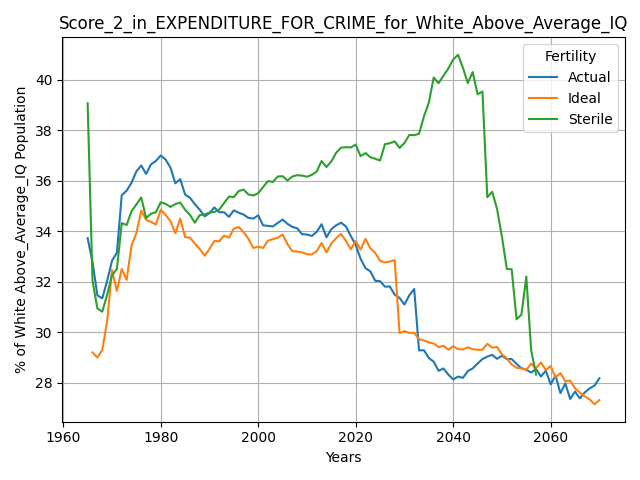 Score_2_in_EXPENDITURE_FOR_CRIME_for_White_Above_Average_IQ
% of White Above_Average_IQ Population
40
38
36
34
32
30
28
Fertility
Actual
Ideal
Sterile
1960
1980
2000
2020
2040
2060
Years